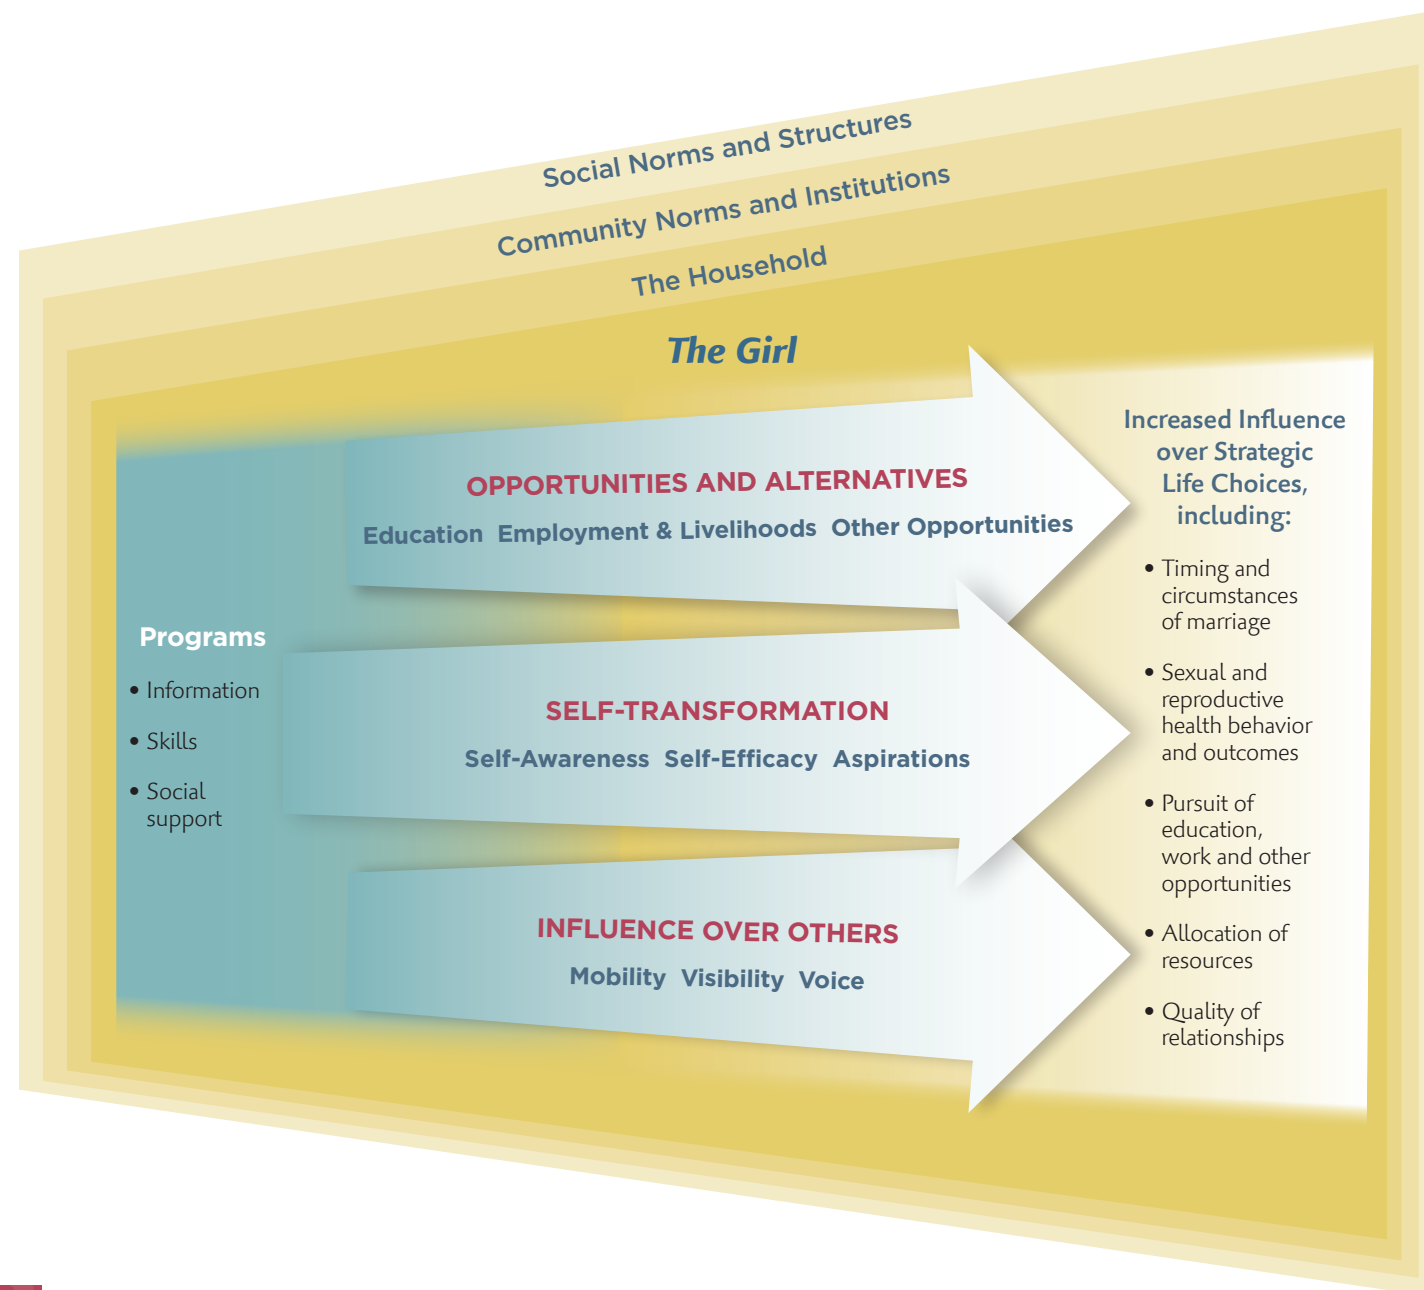 Social Norms and Structures
Community Norms and Institutions
The Household
The Girl
OPPORTUNITIES AND ALTERNATIVES
Education Employment & Livelihoods Other Opportunities
Programs
• Information
• Skills
• Social
support
SELF-TRANSFORMATION
Self-Awareness Self-Efficacy Aspirations
INFLUENCE OVER OTHERS
Mobility Visibility Voice
Increased Influence
over Strategic
Life Choices,
including:
• Timing and
circumstances
of marriage
• Sexual and
reproductive
health behavior
and outcomes
• Pursuit of
education,
work and other
opportunities
• Allocation of
resources
• Quality of
relationships